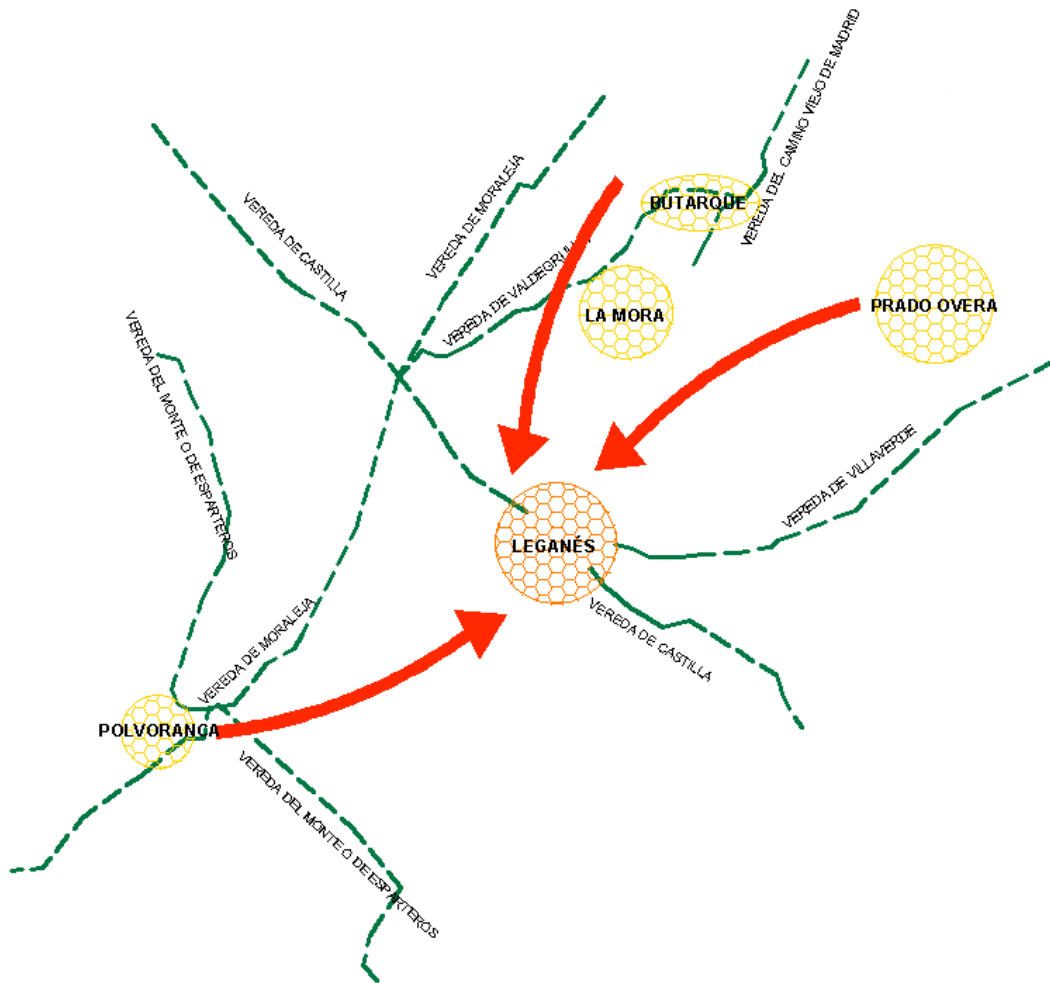 VEREDA DEL CAMINO VIEJO DE MADRID
VEREDA DE MORALEJA
VEREDA DE CASTILLA
BUTARQUE
VEREDA DE
LA MORA
PRADO OVERA
VEREDA DEL MONTE O DE ESPARTEROS
VEREDA DE VILLAVERDE
LEGANÉS
VEREDA DE CASTILLA
VEREDA DE MORALEJA
POLVORANCA
VEREDA DEL MONTE O DE ESPARTEROS